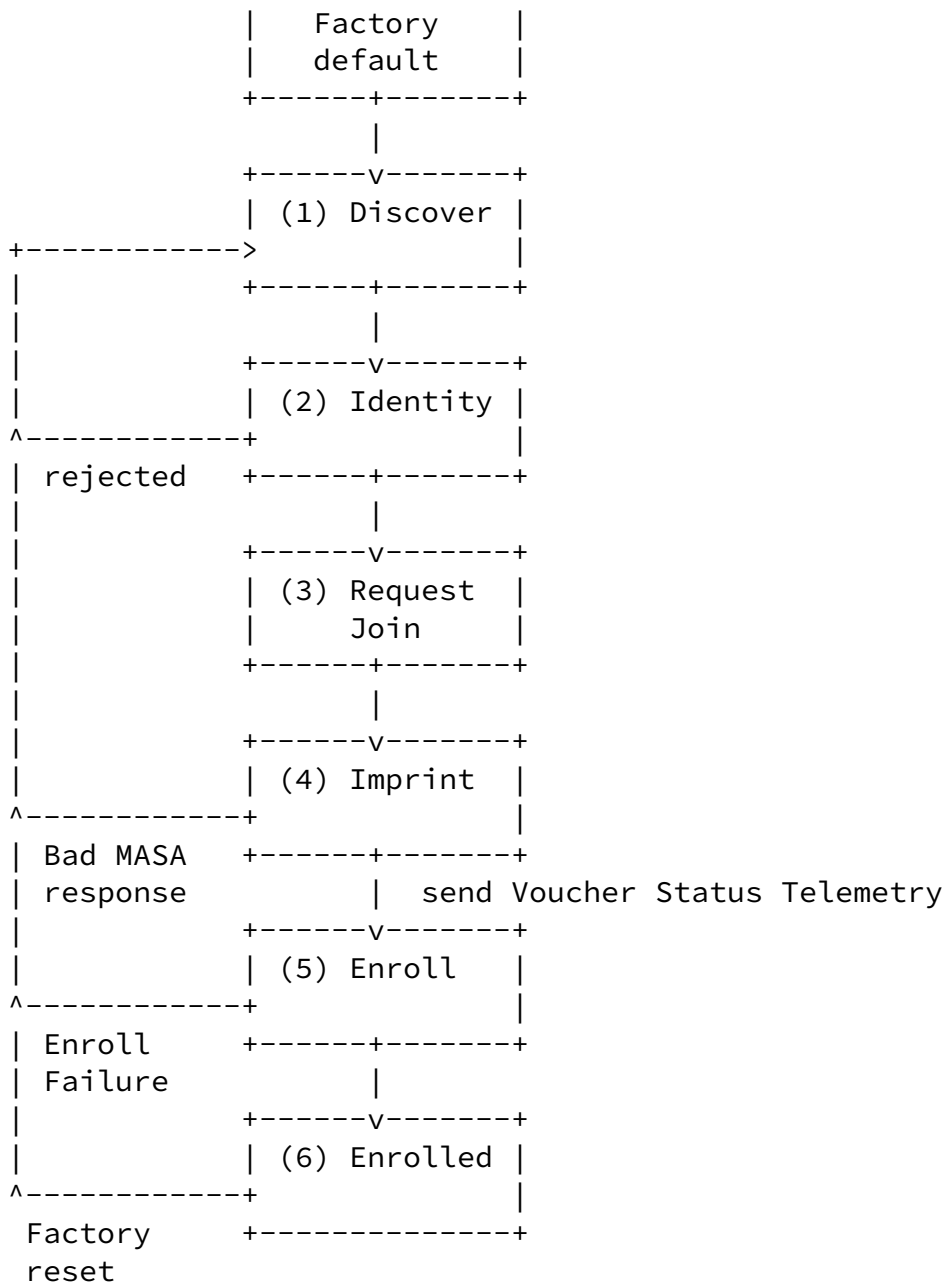 Factory
default
(1) Discover
(2) Identity
rejected
(3) Request
Join
(4) Imprint
Bad MASA
response
send Voucher Status Telemetry
(5) Enroll
Enroll
Failure
(6) Enrolled
Factory
reset